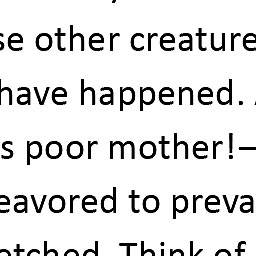 se other creature
have happened.
s poor mother!—
eavored to preva
etched. Think of